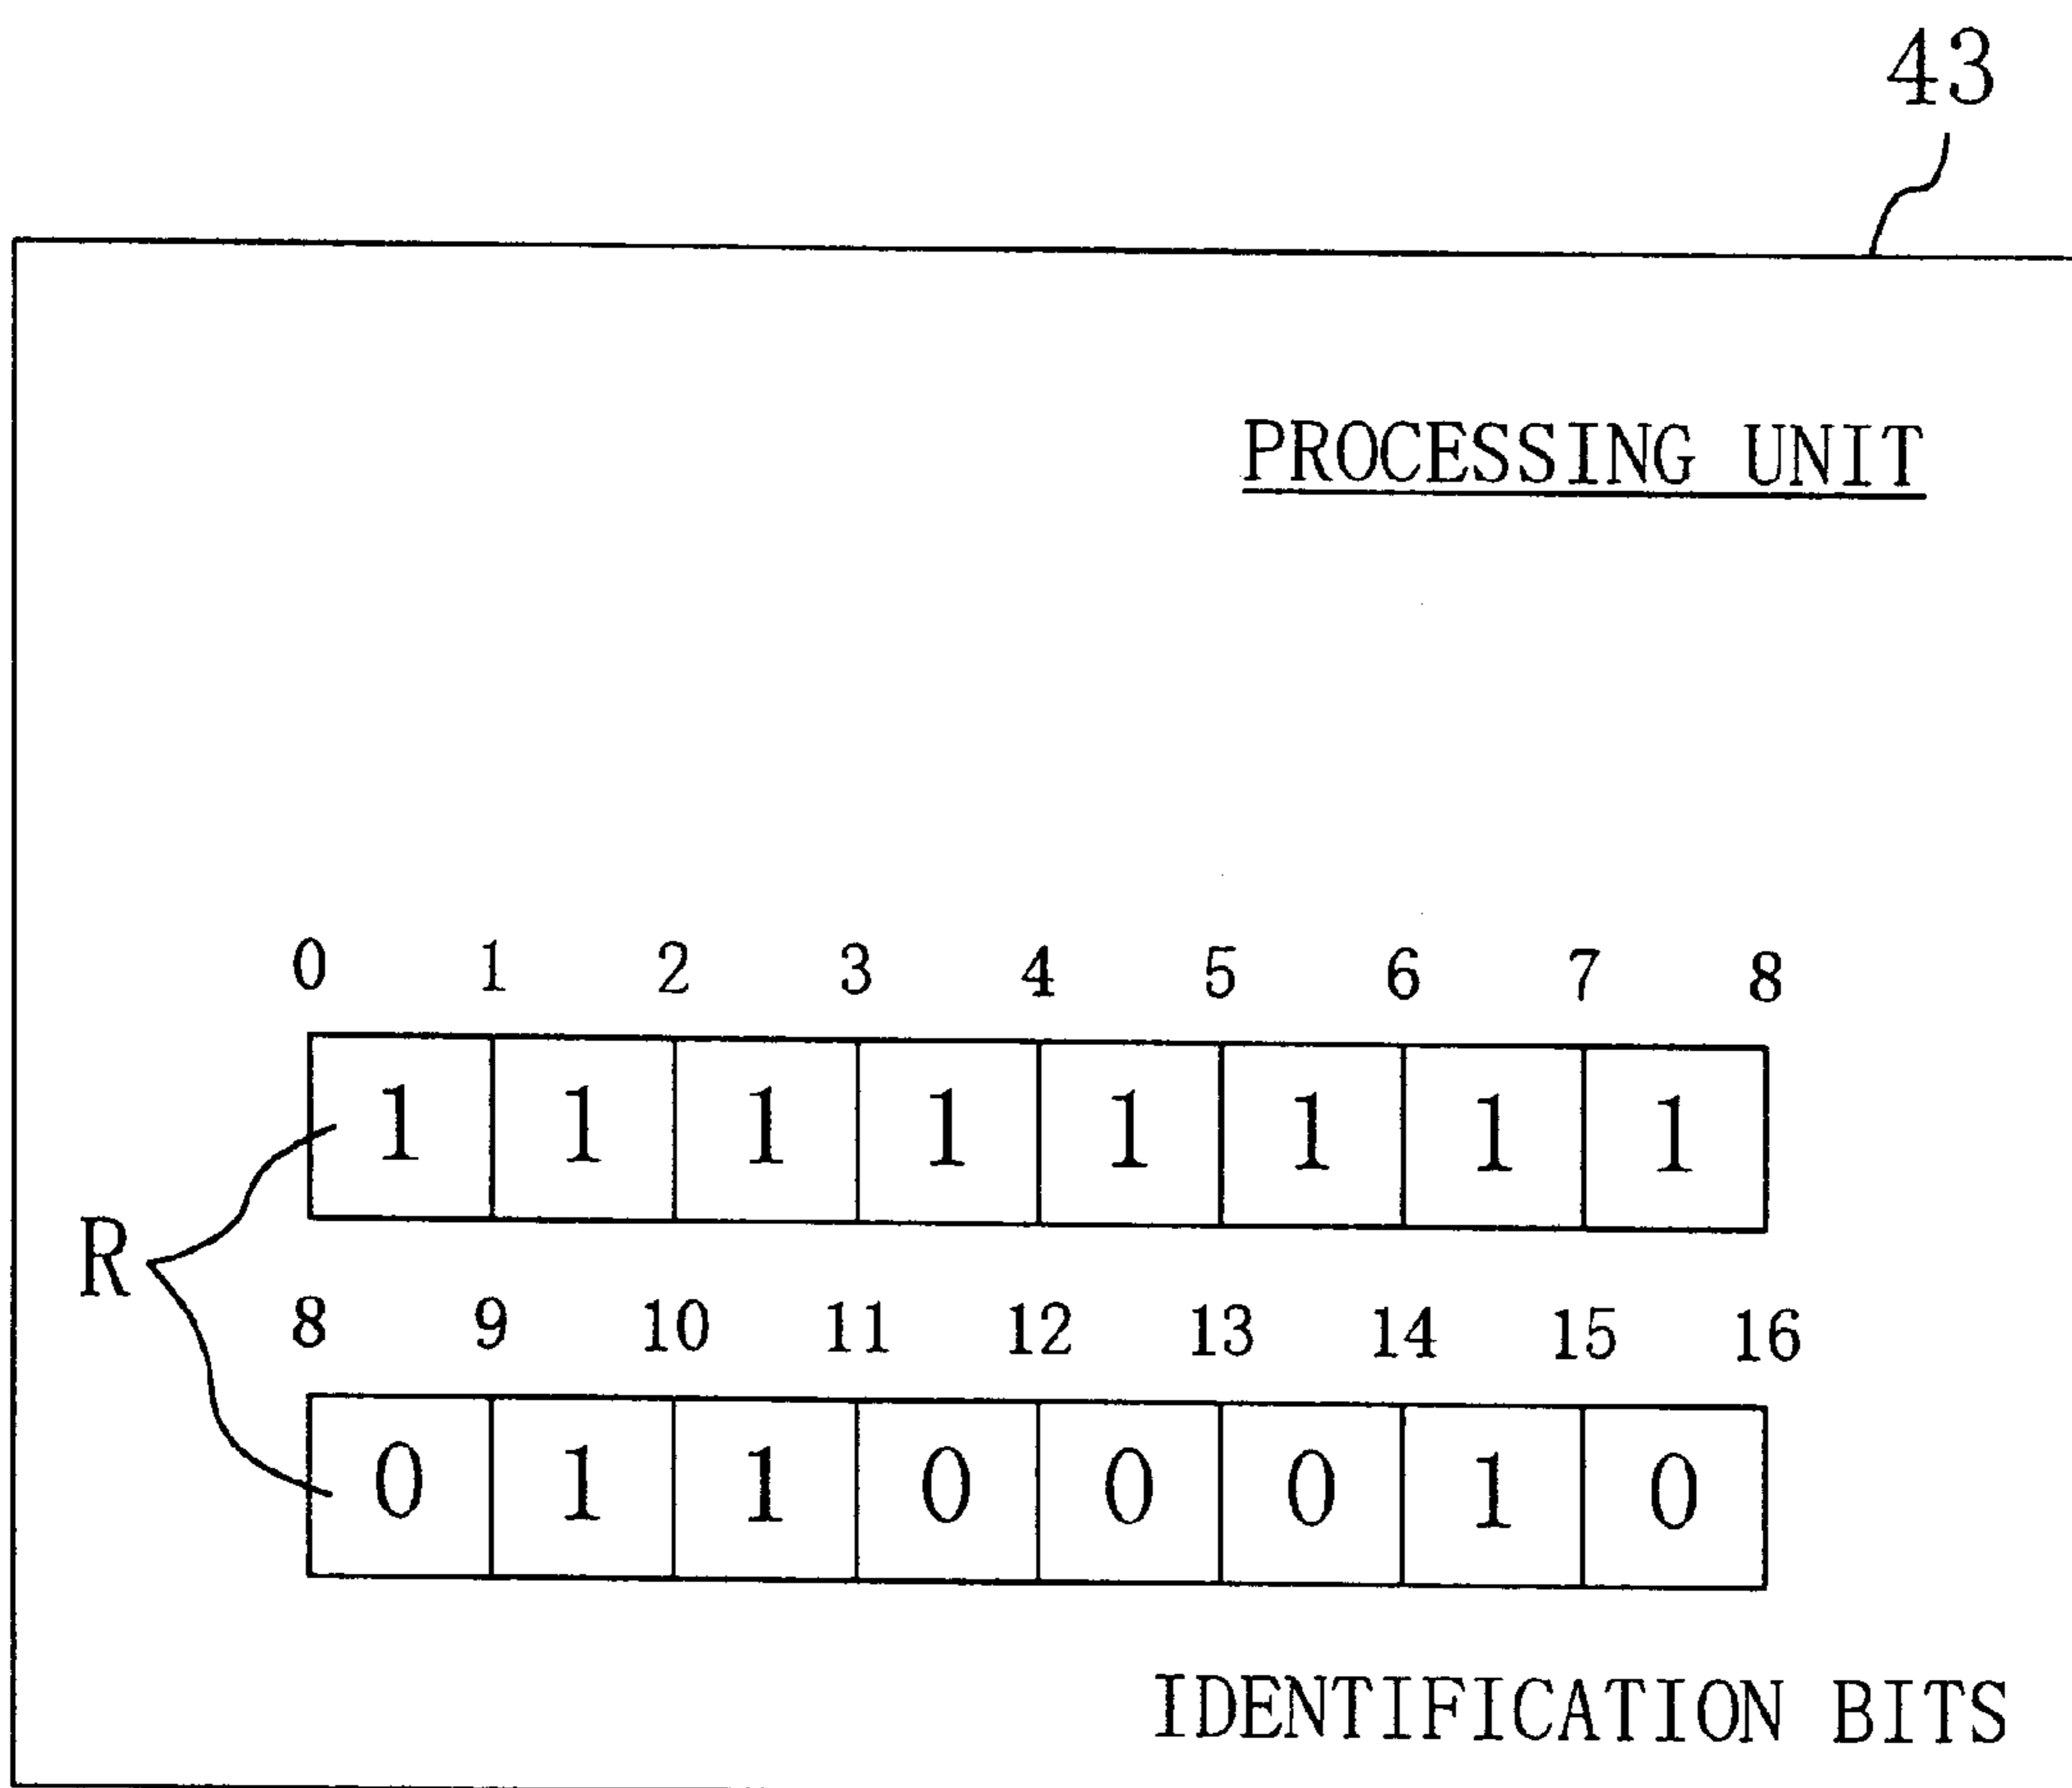 43
PROCESSING UNIT
0 1 2 3 4 5 6 7 8
1 1 1 1 1 1 1 1
R
8 9 10 11 12 13 14 15 16
0 1 1 0 0 0 1 0
IDENTIFICATION BITS